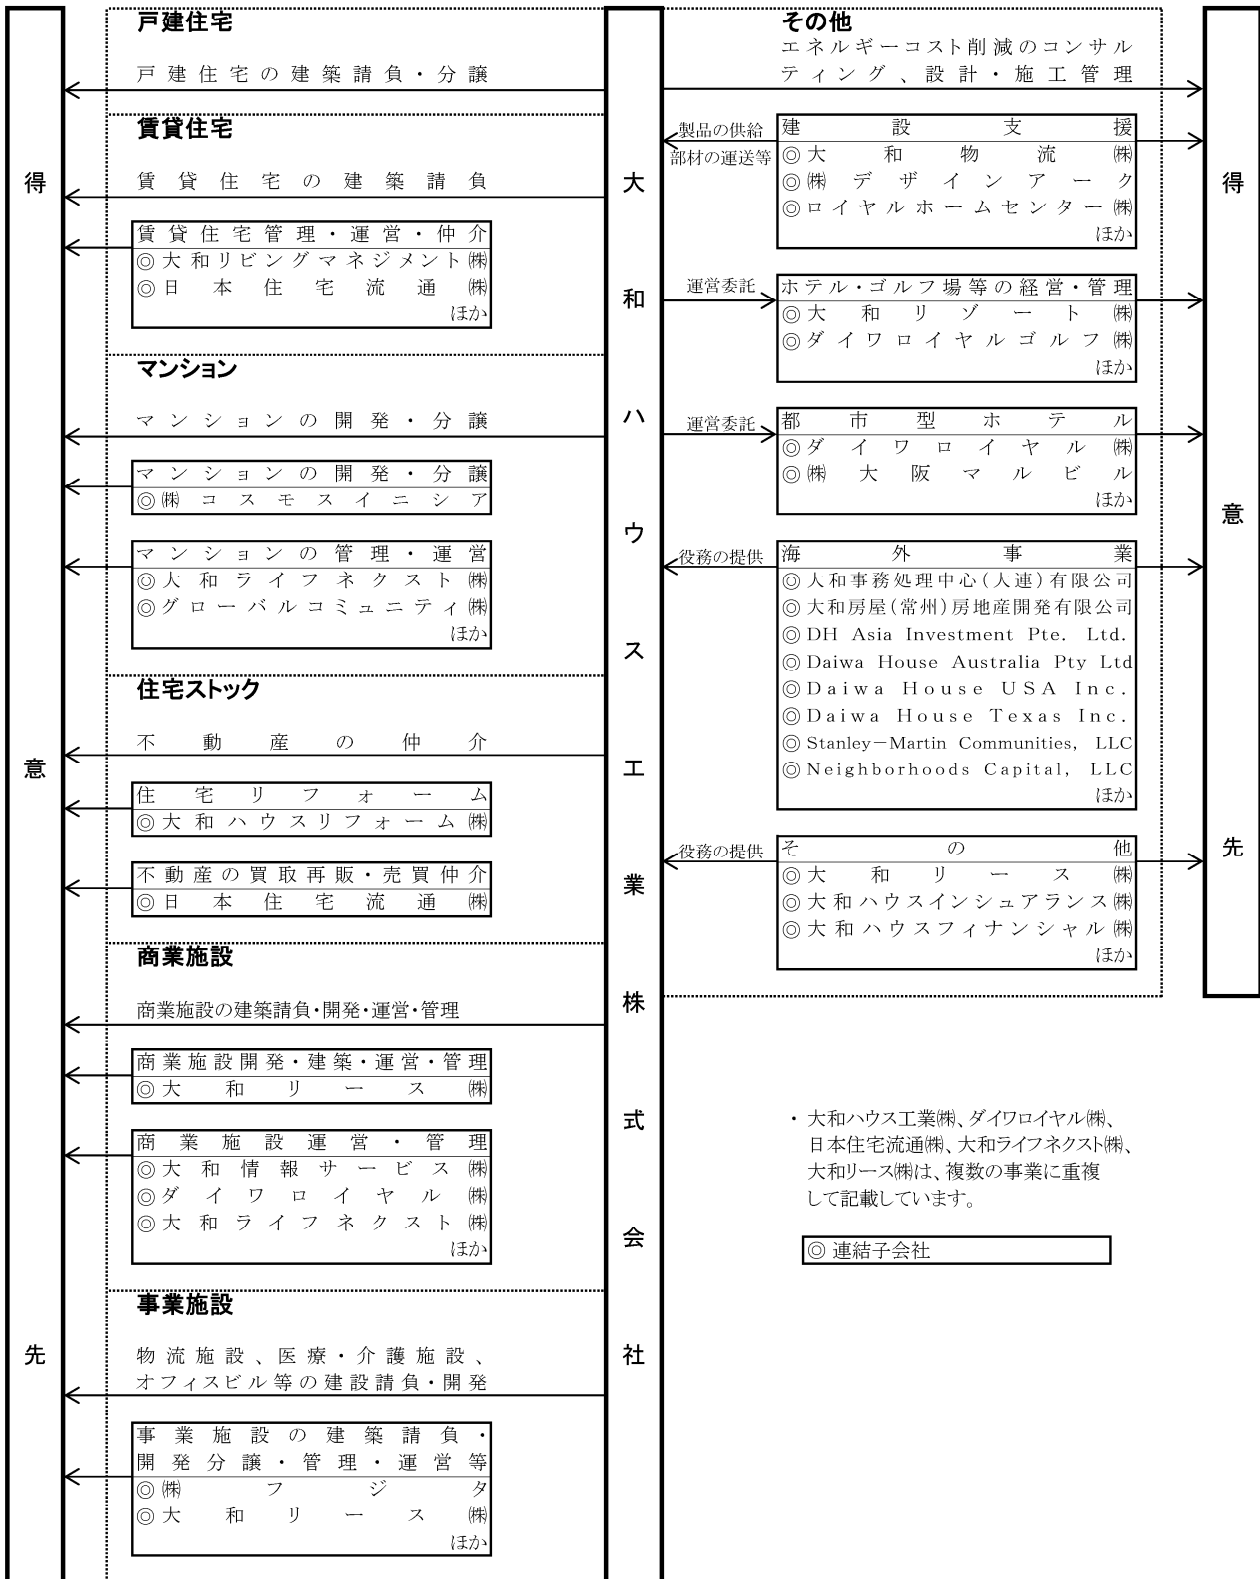 得意先
戸建住宅
戸建住宅の建築請負・分譲
賃貸住宅
賃貸住宅の建築請負
賃貸住宅管理・運営・仲介
◎大和リビングマネジメント㈱
◎日本住宅流通㈱
ほか
マンション
マンションの開発・分譲
マンションの開発・分譲
◎㈱コスモスイニシア
マンションの管理・運営
◎大和ライフネクスト㈱
◎グローバルコミュニティ㈱
ほか
住宅ストック
不動産の仲介
住宅リフォーム
◎大和ハウスリフォーム㈱
不動産の買取再販・売買仲介
◎日本住宅流通㈱
商業施設
商業施設の建築請負・開発・運営・管理
商業施設開発・建築・運営・管理
◎大和リース㈱
商業施設運営・管理
◎大和情報サービス㈱
◎ダイワロイヤル㈱
◎大和ライフネクスト㈱
ほか
事業施設
物流施設、医療・介護施設、
オフィスビル等の建設請負・開発
事業施設の建築請負・
開発分譲・管理・運営等
◎㈱フジタ
◎大和リース㈱
ほか
大和ハウス工業株式会社
その他
エネルギーコスト削減のコンサル
ティング、設計・施工管理
製品の供給
部材の運送等
建設支援
◎大和物流㈱
◎㈱デザインアーク
◎ロイヤルホームセンター㈱
ほか
運営委託
ホテル・ゴルフ場等の経営・管理
◎大和リゾート㈱
◎ダイワロイヤルゴルフ㈱
ほか
運営委託
都市型ホテル
◎ダイワロイヤル㈱
◎㈱大阪マルビル
ほか
役務の提供
海外事業
◎大和事務処理中心(大連)有限公司
◎大和房屋(常州)房地産開発有限公司
◎DH Asia Investment Pte. Ltd.
◎Daiwa House Australia Pty Ltd
◎Daiwa House USA Inc.
◎Daiwa House Texas Inc.
◎Stanley-Martin Communities, LLC
◎Neighborhoods Capital, LLC
ほか
役務の提供
その他
◎大和リース㈱
◎大和ハウスインシュアランス㈱
◎大和ハウスフィナンシャル㈱
ほか
得意先
・大和ハウス工業㈱、ダイワロイヤル㈱、
日本住宅流通㈱、大和ライフネクスト㈱、
大和リース㈱は、複数の事業に重複
して記載しています。
◎ 連結子会社